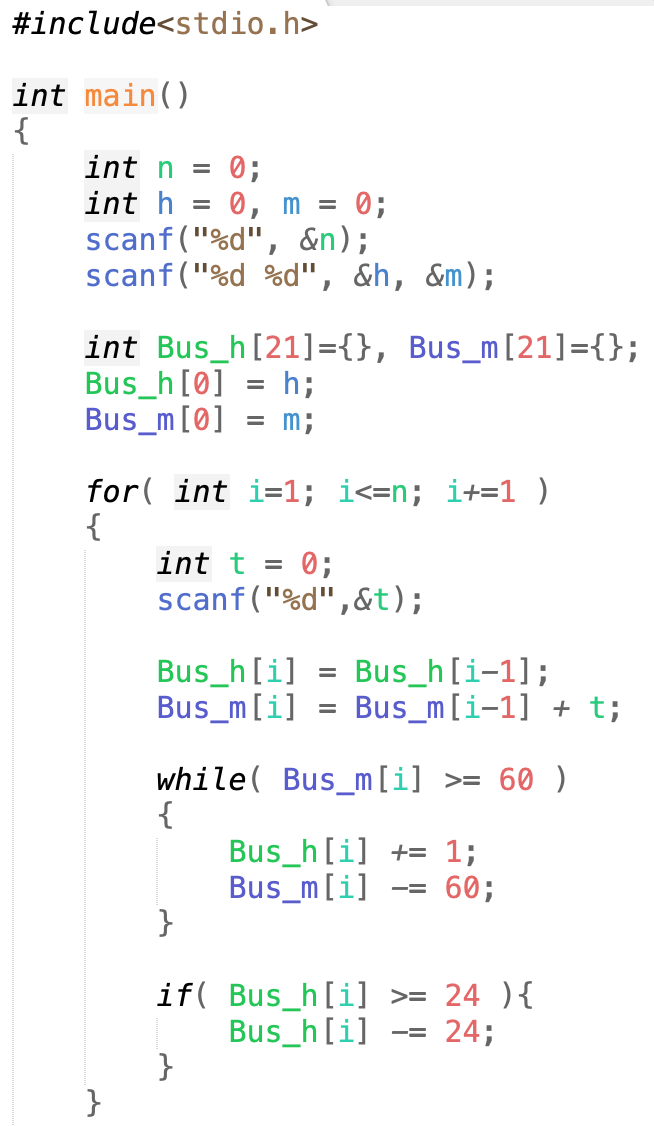 #include<stdio.h>
int main()
{
int n = 0;
int h = 0, m = 0;
scanf("%d", &n);
scanf("%d %d", &h, &m);
int Bus_h[21]={}, Bus_m[21]={};
Bus_h[0] = h;
Bus_m[0] = m;
for( int i=1; i<=n; i+=1 )
{
int t = 0;
scanf("%d",&t);
Bus_h[i] = Bus_h[i-1];
Bus_m[i] = Bus_m[i-1] + t;
while( Bus_m[i] >= 60 )
{
Bus_h[i] += 1;
Bus_m[i] -= 60;
}
if( Bus_h[i] >= 24 ){
Bus_h[i] -= 24;
}
}